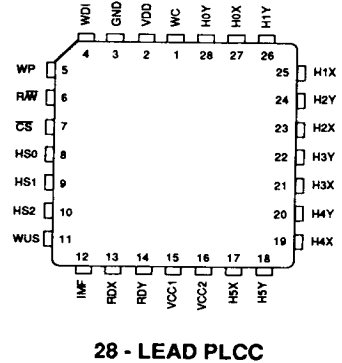 WDI GND VDD WC H0Y H0X H1Y
4 3 2 1 28 27 26
WP 5 25 H1X
R/W̅ 6 24 H2Y
C̅S̅ 7 23 H2X
HS0 8 22 H3Y
HS1 9 21 H3X
HS2 10 20 H4Y
WUS 11 19 H4X
12 13 14 15 16 17 18
IMF RDX RDY VCC1 VCC2 H5X H5Y
28 - LEAD PLCC